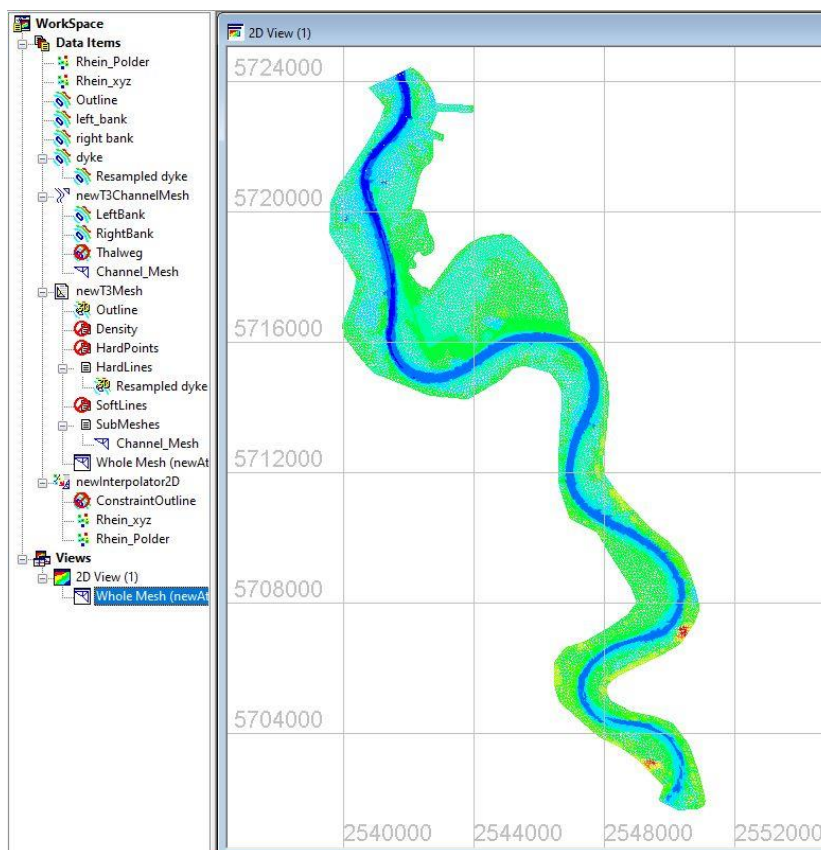 WorkSpace
Data Items
Rhein_Polder
Rhein_xyz
Outline
left_bank
right bank
dyke
Resampled dyke
newT3ChannelMesh
LeftBank
RightBank
Thalweg
Channel_Mesh
newT3Mesh
Outline
Density
HardPoints
HardLines
Resampled dyke
SoftLines
SubMeshes
Channel_Mesh
Whole Mesh (newAt
newInterpolator2D
ConstraintOutline
Rhein_xyz
Rhein_Polder
Views
2D View (1)
Whole Mesh (newAt
2D View (1)
5724000
5720000
5716000
5712000
5708000
5704000
2540000 2544000 2548000 2552000